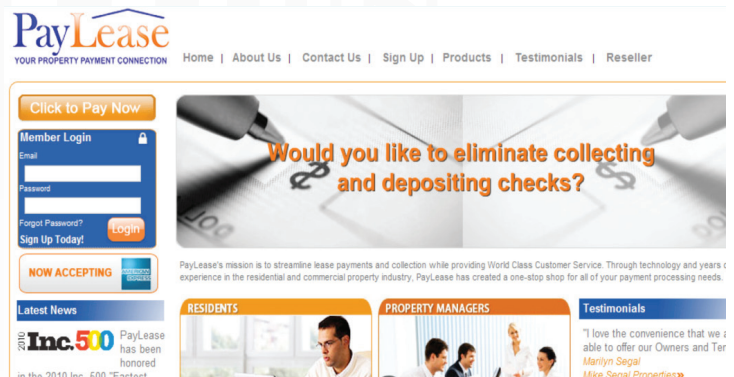 PayLease
YOUR PROPERTY PAYMENT CONNECTION
Home | About Us | Contact Us | Sign Up | Products | Testimonials | Reseller
Click to Pay Now
Member Login
Email
Password
Forgot Password?
Sign Up Today!
Login
NOW ACCEPTING
AMERICAN EXPRESS
Would you like to eliminate collecting
and depositing checks?
PayLease's mission is to streamline lease payments and collection while providing World Class Customer Service. Through technology and years
experience in the residential and commercial property industry, PayLease has created a one-stop shop for all of your payment processing needs.
Latest News
2010 Inc. 500
PayLease
has been
honored
in the 2010 Inc. 500 "Fastest
RESIDENTS
PROPERTY MANAGERS
Testimonials
"I love the convenience that we
able to offer our Owners and
Marilyn Segal
Mike Segal Properties»